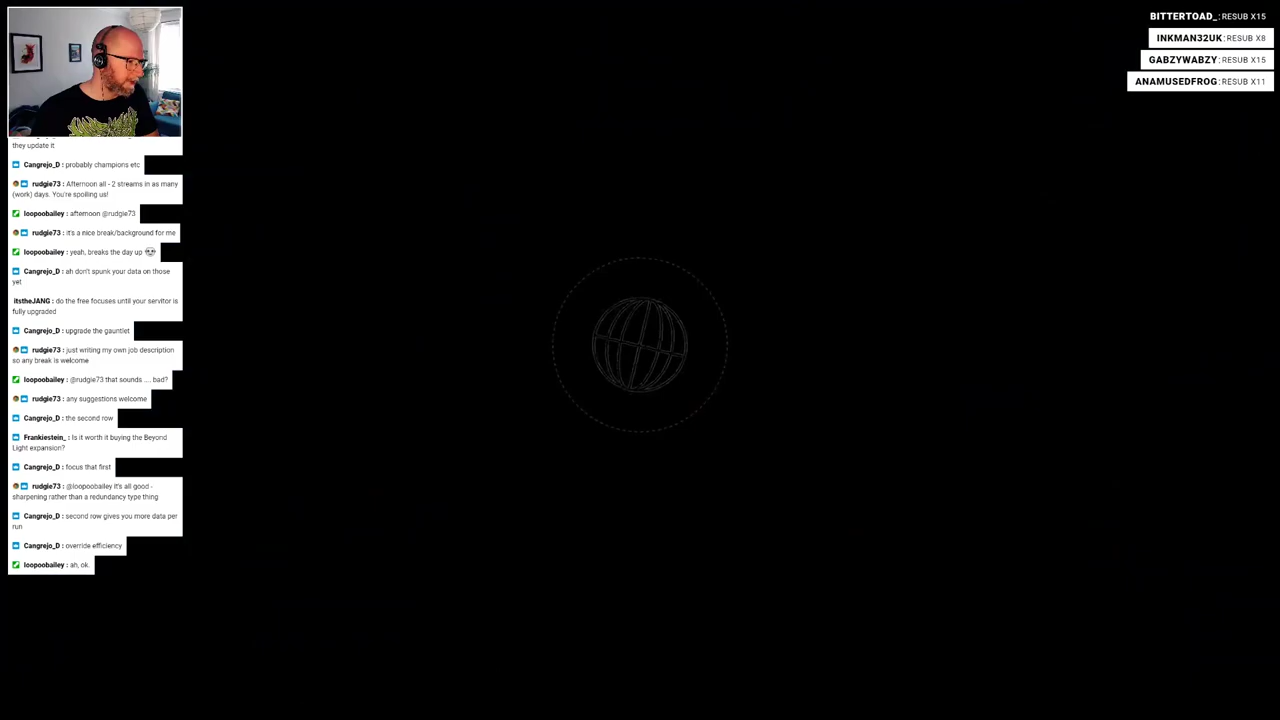 they update it
Cangrejo_D : probably champions etc
rudgie73 : Afternoon all - 2 streams in as many
(work) days. You're spoiling us!
loopoobailey : afternoon @rudgie73
rudgie73 : it's a nice break/background for me
loopoobailey : yeah, breaks the day up
Cangrejo_D : ah don't spunk your data on those
yet
itstheJANG : do the free focuses until your servitor is
fully upgraded
Cangrejo_D : upgrade the gauntlet
rudgie73 : just writing my own job description
so any break is welcome
loopoobailey : @rudgie73 that sounds .... bad?
rudgie73 : any suggestions welcome
Cangrejo_D : the second row
Frankiestein_ : Is it worth it buying the Beyond
Light expansion?
Cangrejo_D : focus that first
rudgie73 : @loopoobailey it's all good -
sharpening rather than a redundancy type thing
Cangrejo_D : second row gives you more data per
run
Cangrejo_D : override efficiency
loopoobailey : ah, ok.
BITTERTOAD_: RESUB X15
INKMAN32UK: RESUB X8
GABZYWABZY: RESUB X15
ANAMUSEDFROG: RESUB X11